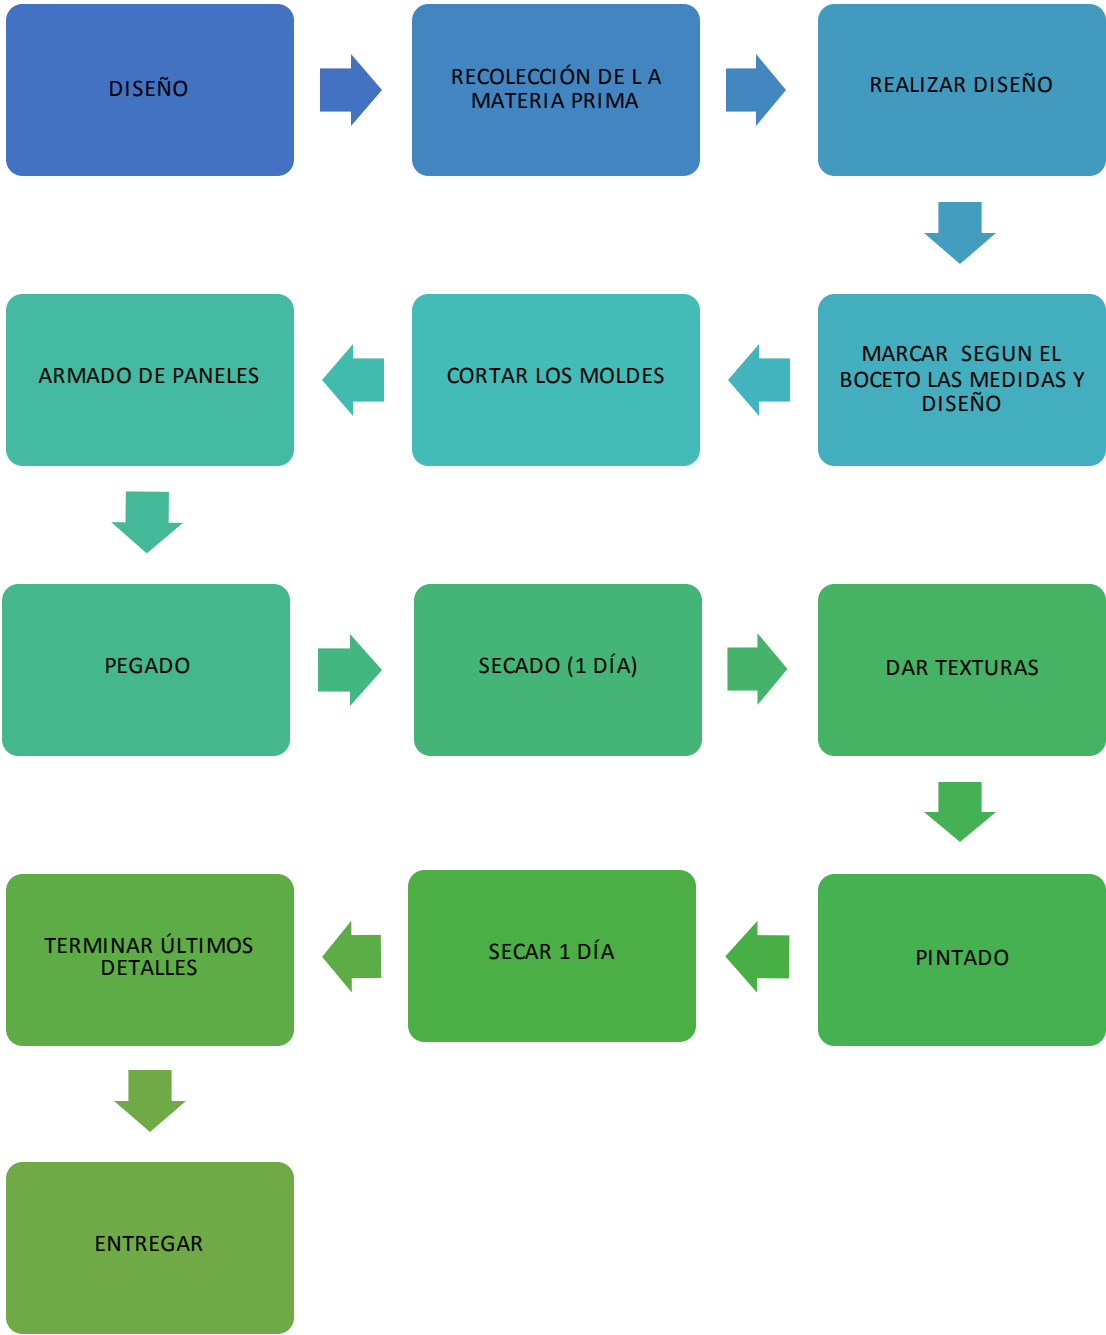 DISEÑO
RECOLECCIÓN DE L A
MATERIA PRIMA
REALIZAR DISEÑO
MARCAR  SEGUN EL
BOCETO LAS MEDIDAS Y
DISEÑO
CORTAR LOS MOLDES
ARMADO DE PANELES
PEGADO
SECADO (1 DÍA)
DAR TEXTURAS
PINTADO
SECAR 1 DÍA
TERMINAR ÚLTIMOS
DETALLES
ENTREGAR